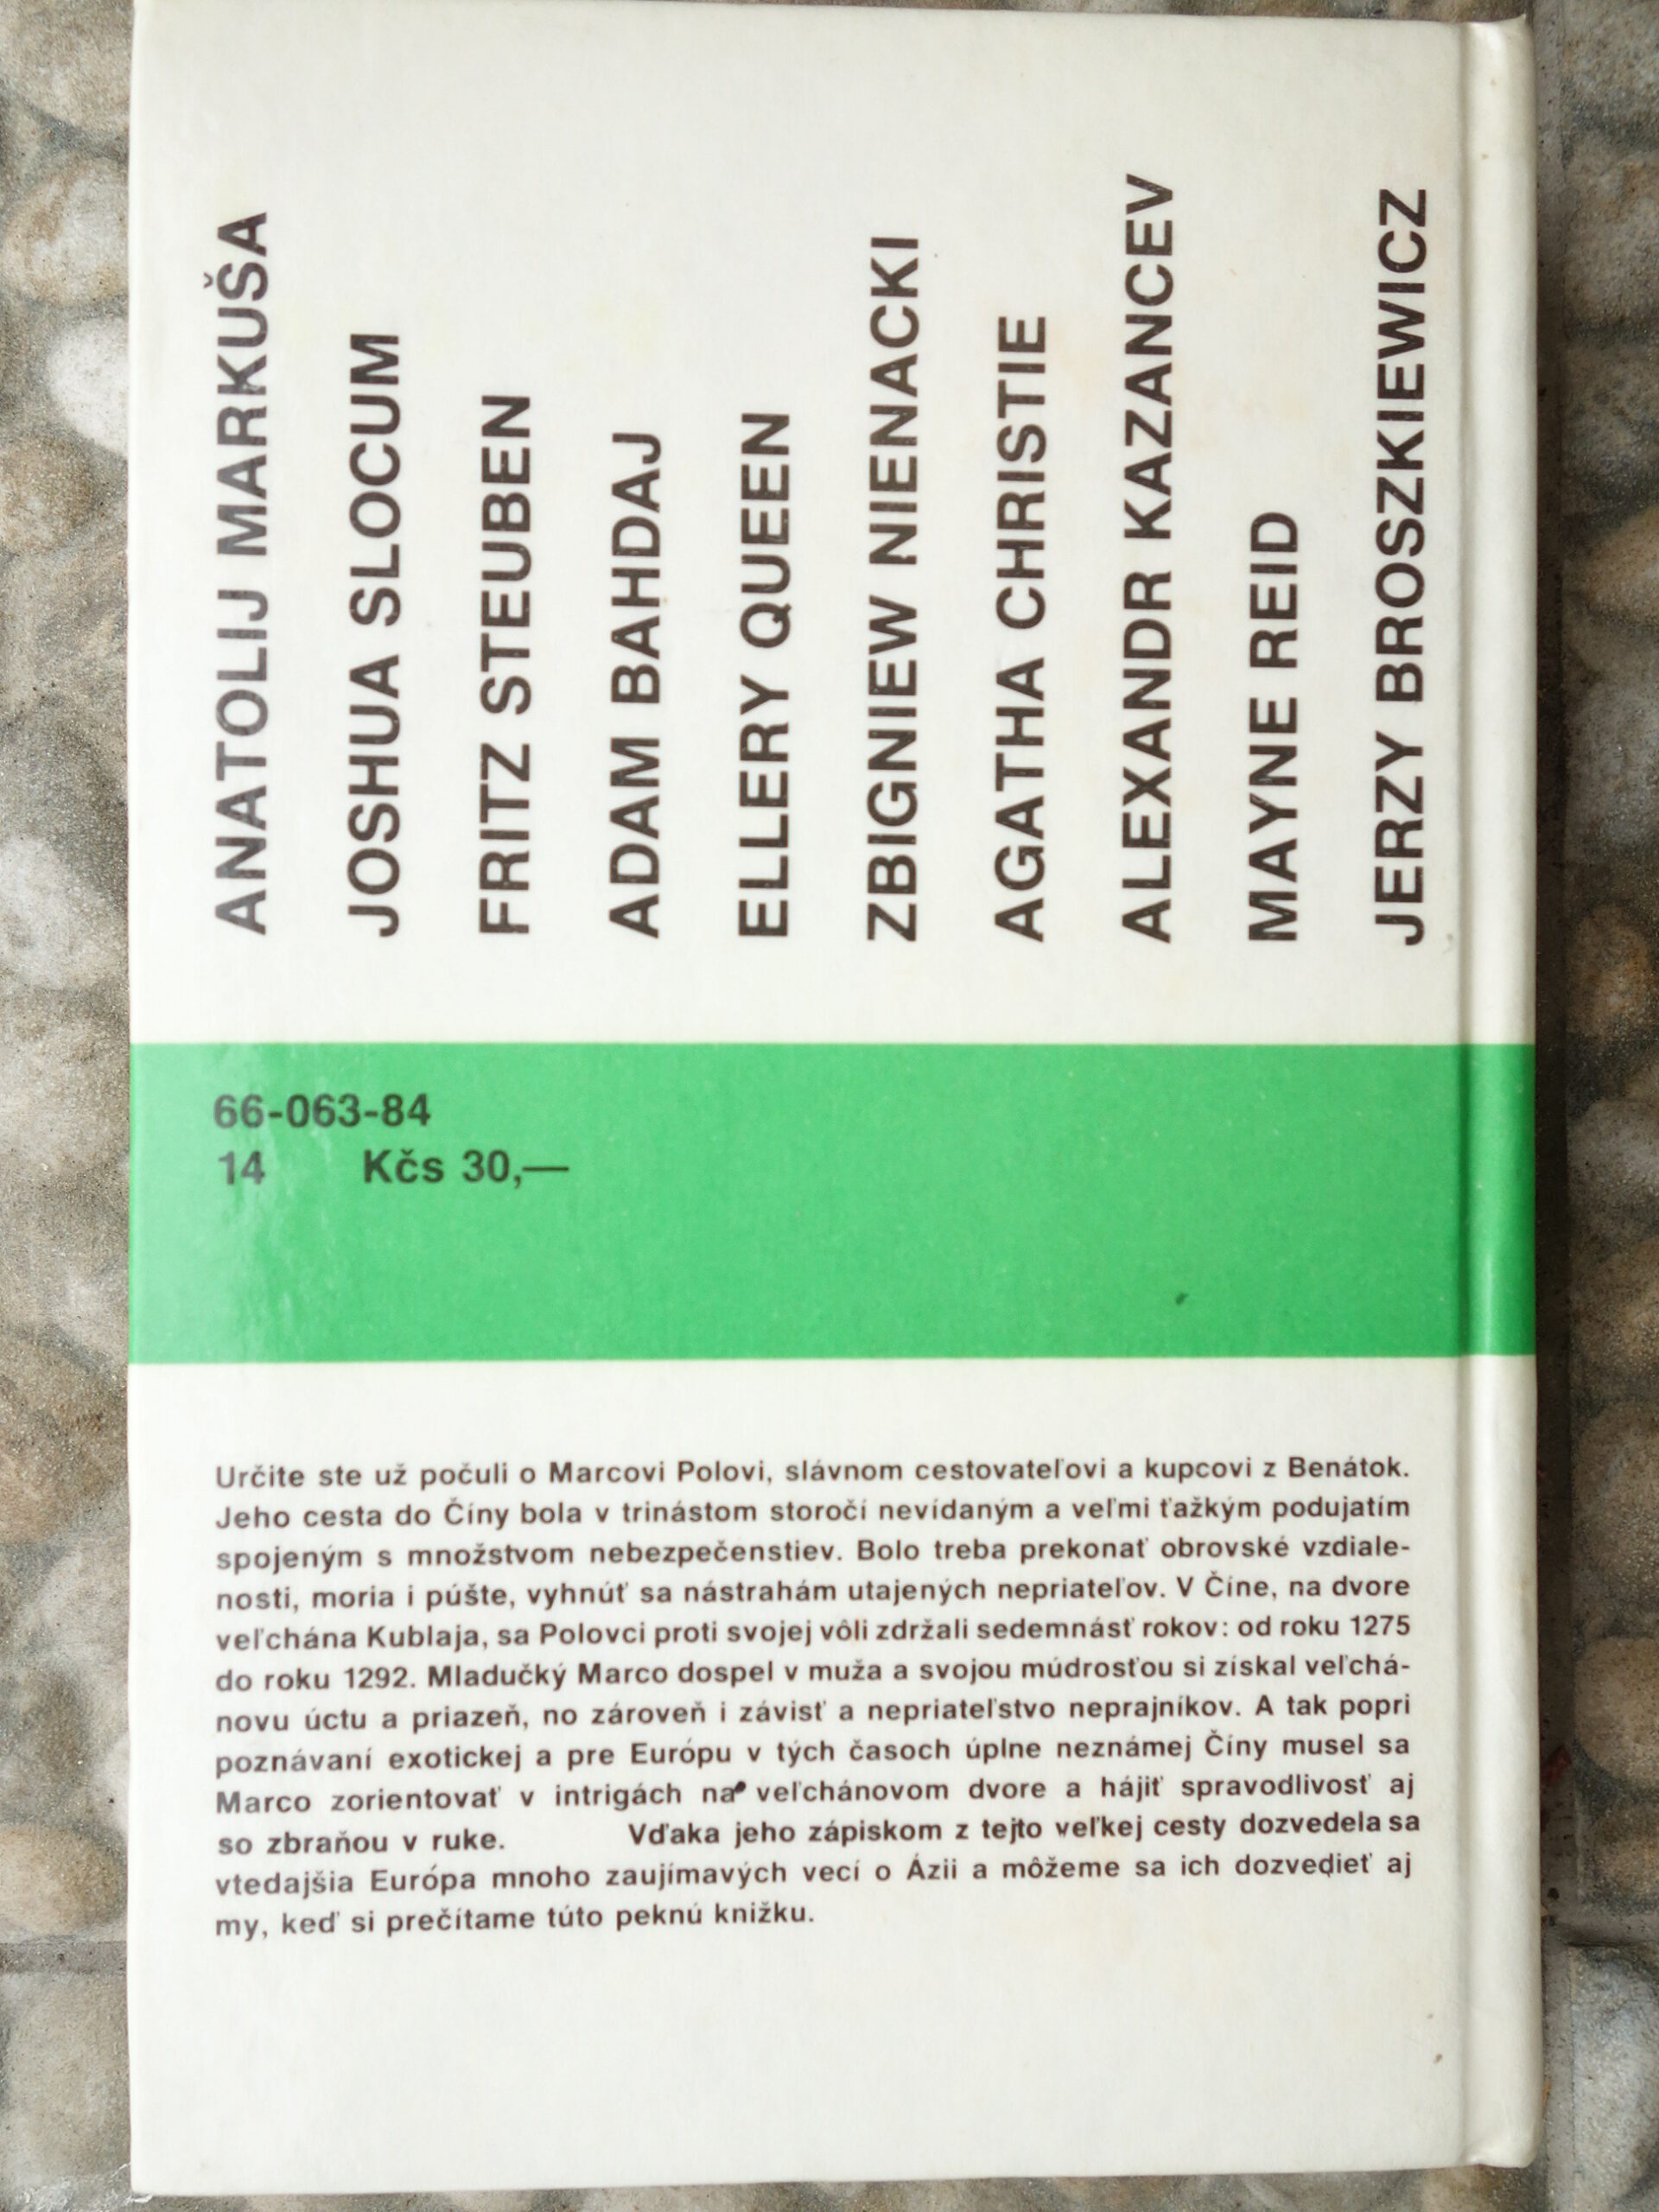 ANATOLIJ MARKUŠA
JOSHUA SLOCUM
FRITZ STEUBEN
ADAM BAHDAJ
ELLERY QUEEN
ZBIGNIEW NIENACKI
AGATHA CHRISTIE
ALEXANDR KAZANCEV
MAYNE REID
JERZY BROSZKIEWICZ
66-063-84
14 Kčs 30,—
Určite ste už počuli o Marcovi Polovi, slávnom cestovateľovi a kupcovi z Benátok.
Jeho cesta do Číny bola v trinástom storočí nevídaným a veľmi ťažkým podujatím
spojeným s množstvom nebezpečenstiev. Bolo treba prekonať obrovské vzdiale-
nosti, moria i púšte, vyhnúť sa nástrahám utajených nepriateľov. V Číne, na dvore
veľchána Kublaja, sa Polovci proti svojej vôli zdržali sedemnásť rokov: od roku 1275
do roku 1292. Mladučký Marco dospel v muža a svojou múdrosťou si získal veľchá-
novu úctu a priazeň, no zároveň i závisť a nepriateľstvo neprajníkov. A tak popri
poznávaní exotickej a pre Európu v tých časoch úplne neznámej Číny musel sa
Marco zorientovať v intrigách na veľchánovom dvore a hájiť spravodlivosť aj
so zbraňou v ruke. Vďaka jeho zápiskom z tejto veľkej cesty dozvedela sa
vtedajšia Európa mnoho zaujímavých vecí o Ázii a môžeme sa ich dozvedieť aj
my, keď si prečítame túto peknú knižku.